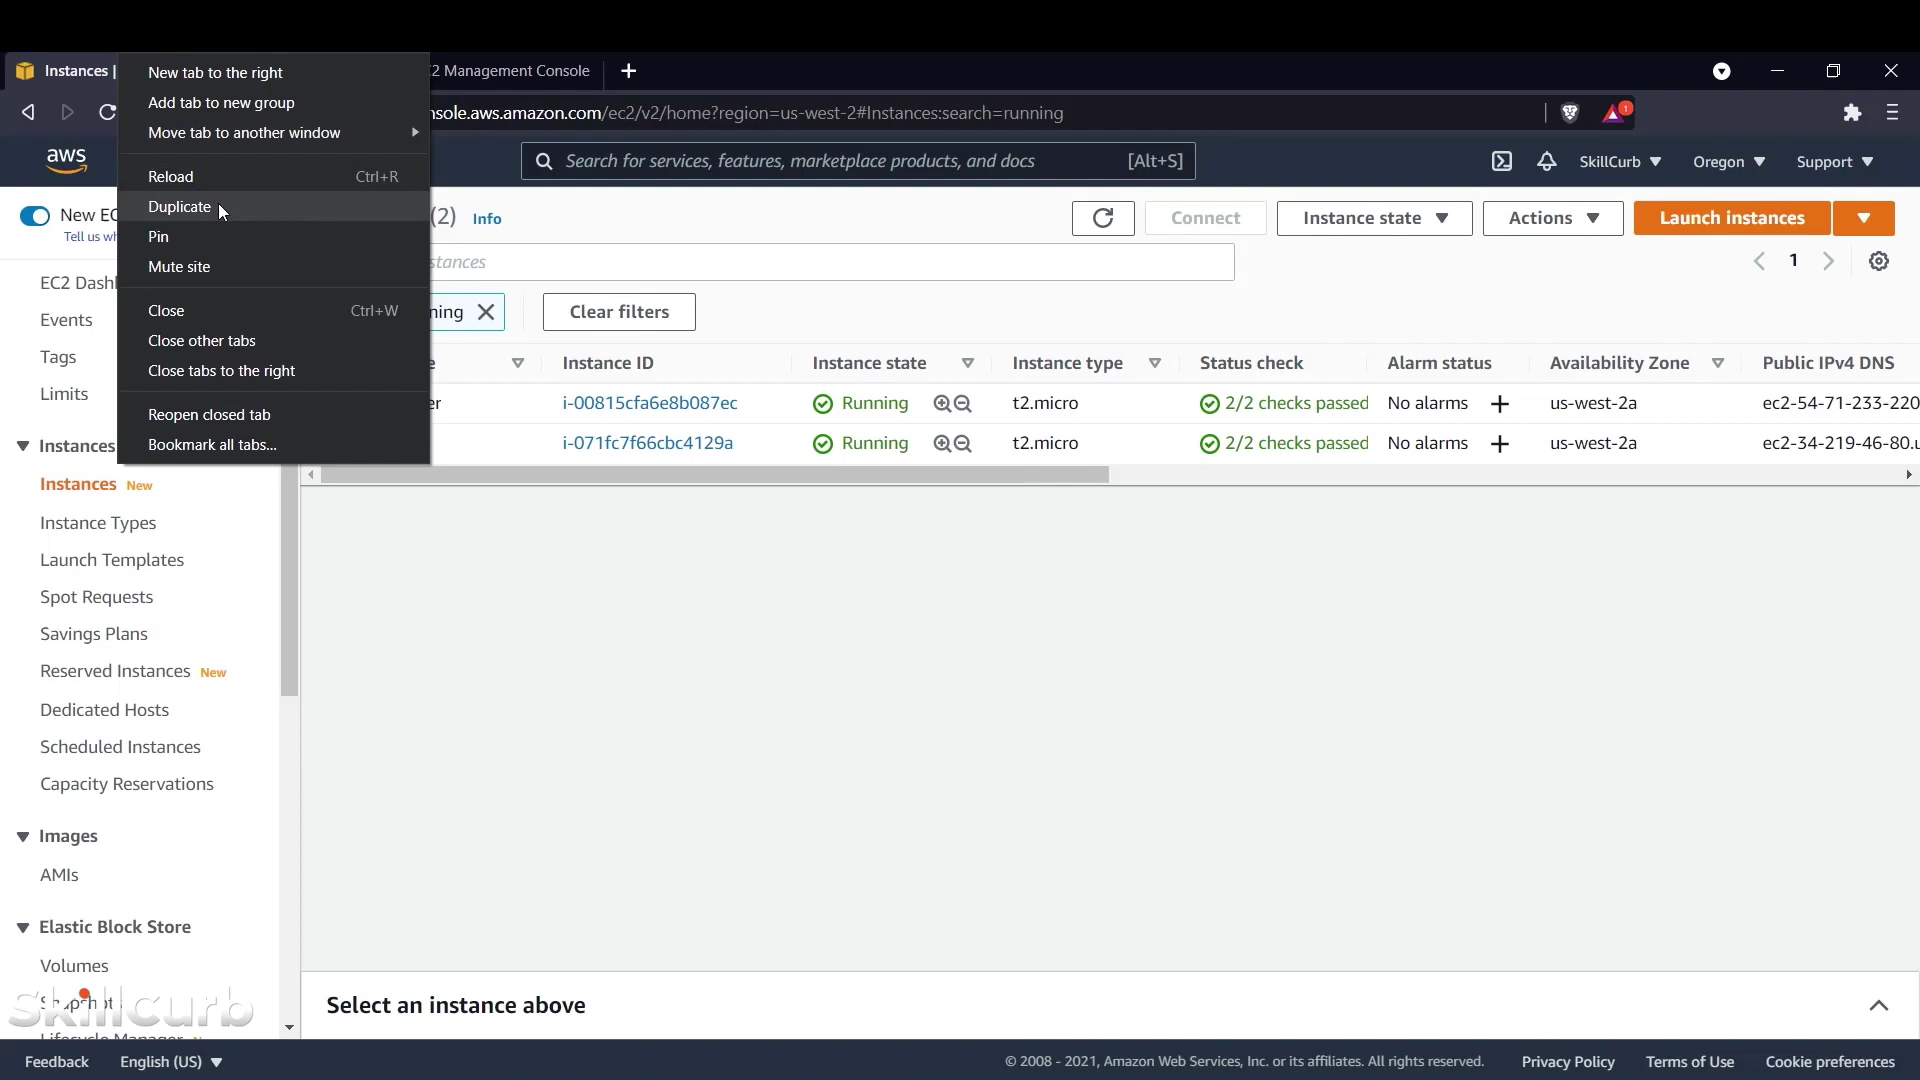 Instances |
2 Management Console
New tab to the right
Add tab to new group
Move tab to another window
Reload Ctrl+R
Duplicate
Pin
Mute site
Close Ctrl+W
Close other tabs
Close tabs to the right
Reopen closed tab
Bookmark all tabs...
nsole.aws.amazon.com/ec2/v2/home?region=us-west-2#Instances:search=running
1
aws
Search for services, features, marketplace products, and docs [Alt+S]
SkillCurb
Oregon
Support
New EC
Tell us wh
(2) Info
Connect
Instance state
Actions
Launch instances
stances
1
ning
Clear filters
EC2 Dashl
Events
Tags
Limits
Instances
Instances New
Instance Types
Launch Templates
Spot Requests
Savings Plans
Reserved Instances New
Dedicated Hosts
Scheduled Instances
Capacity Reservations
Images
AMIs
Elastic Block Store
Volumes
Snapshots
Lifecycle Manager
Skillcurb
e Instance ID Instance state Instance type Status check Alarm status Availability Zone Public IPv4 DNS
er i-00815cfa6e8b087ec Running t2.micro 2/2 checks passed No alarms + us-west-2a ec2-54-71-233-220
i-071fc7f66cbc4129a Running t2.micro 2/2 checks passed No alarms + us-west-2a ec2-34-219-46-80.u
Select an instance above
Feedback English (US) © 2008 - 2021, Amazon Web Services, Inc. or its affiliates. All rights reserved. Privacy Policy Terms of Use Cookie preferences